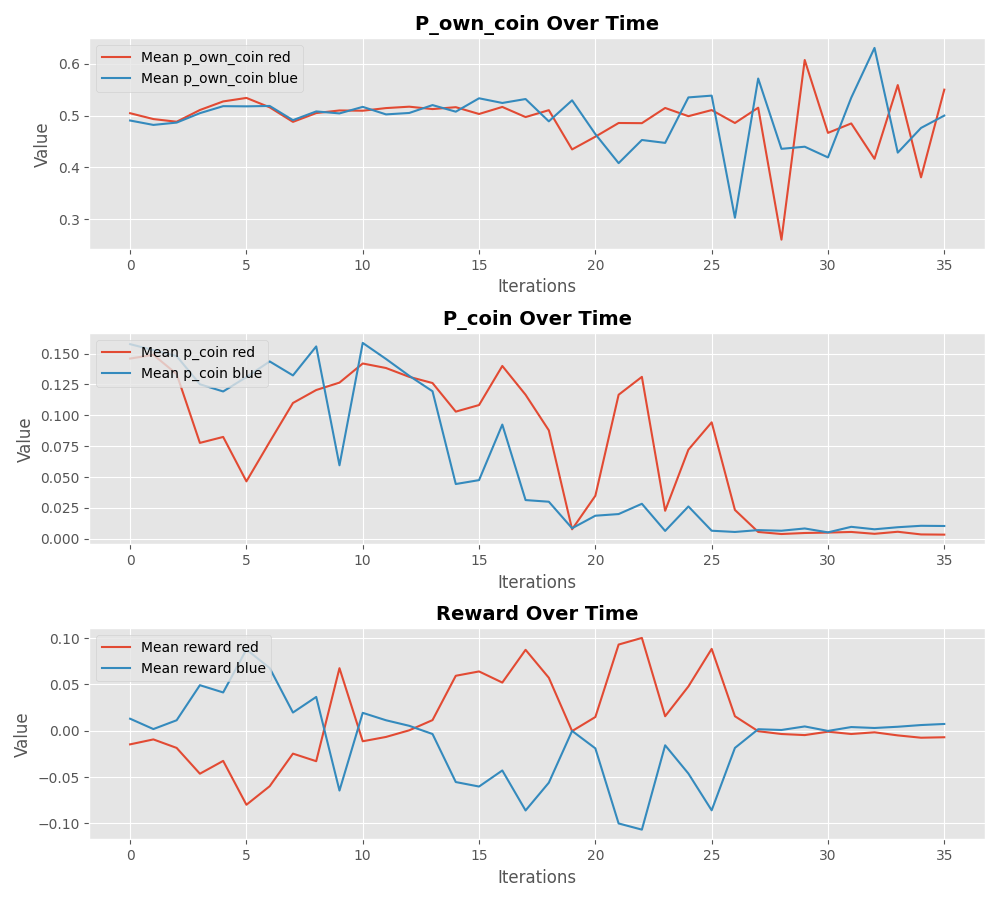 P_own_coin Over Time
Mean p_own_coin red
Mean p_own_coin blue
0.6
0.5
0.4
0.3
Value
0 5 10 15 20 25 30 35
Iterations
P_coin Over Time
Mean p_coin red
Mean p_coin blue
0.150
0.125
0.100
0.075
0.050
0.025
0.000
Value
0 5 10 15 20 25 30 35
Iterations
Reward Over Time
Mean reward red
Mean reward blue
0.10
0.05
0.00
−0.05
−0.10
Value
0 5 10 15 20 25 30 35
Iterations